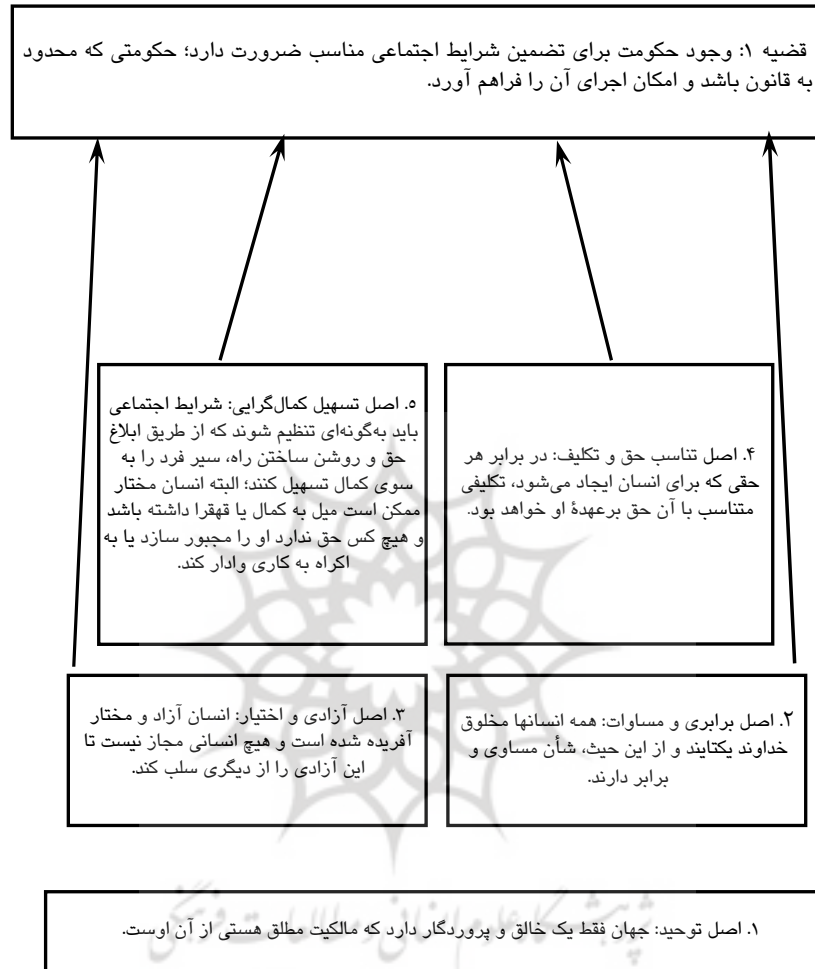 قضیه ۱: وجود حکومت برای تضمین شرایط اجتماعی مناسب ضرورت دارد؛ حکومتی که محدود
به قانون باشد و امکان اجرای آن را فراهم آورد.
۵. اصل تسهیل کمال‌گرایی: شرایط اجتماعی
باید به‌گونه‌ای تنظیم شوند که از طریق ابلاغ
حق و روشن ساختن راه، سیر فرد را به
سوی کمال تسهیل کنند؛ البته انسان مختار
ممکن است میل به کمال یا قهقرا داشته باشد
و هیچ کس حق ندارد او را مجبور سازد یا به
اکراه به کاری وادار کند.
۴. اصل تناسب حق و تکلیف: در برابر هر
حقی که برای انسان ایجاد می‌شود، تکلیفی
متناسب با آن حق برعهدهٔ او خواهد بود.
۳. اصل آزادی و اختیار: انسان آزاد و مختار
آفریده شده است و هیچ انسانی مجاز نیست تا
این آزادی را از دیگری سلب کند.
۲. اصل برابری و مساوات: همه انسانها مخلوق
خداوند یکتایند و از این حیث، شأن مساوی و
برابر دارند.
۱. اصل توحید: جهان فقط یک خالق و پروردگار دارد که مالکیت مطلق هستی از آن اوست.
پژوهشگاه علوم انسانی و مطالعات فرهنگی